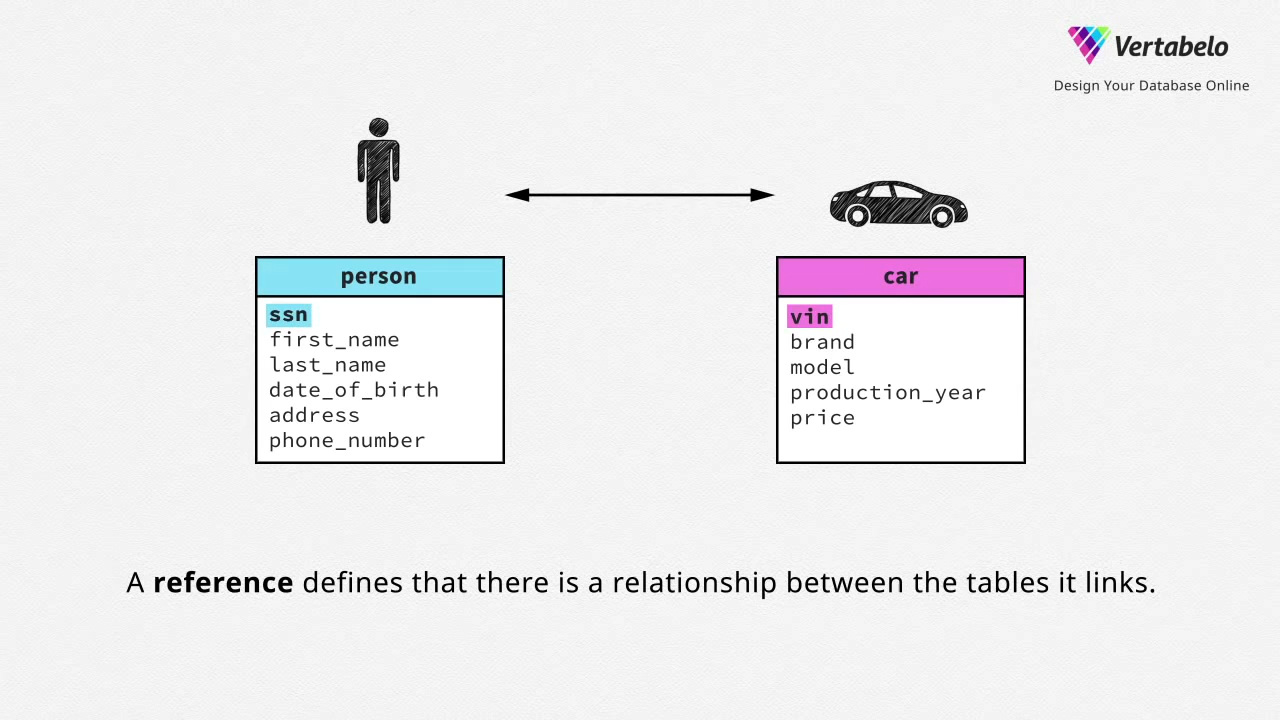 Vertabelo
Design Your Database Online
person
ssn
first_name
last_name
date_of_birth
address
phone_number
car
vin
brand
model
production_year
price
A reference defines that there is a relationship between the tables it links.